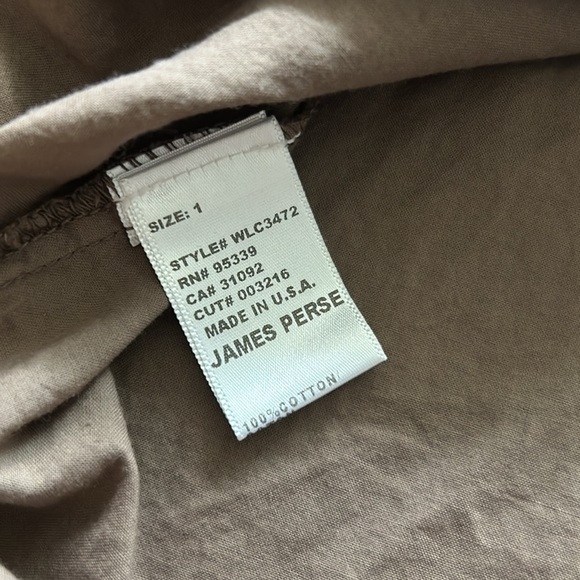 SIZE: 1
STYLE# WLC3472
RN# 95339
CA# 31092
CUT# 003216
MADE IN U.S.A.
JAMES PERSE
100% COTTON